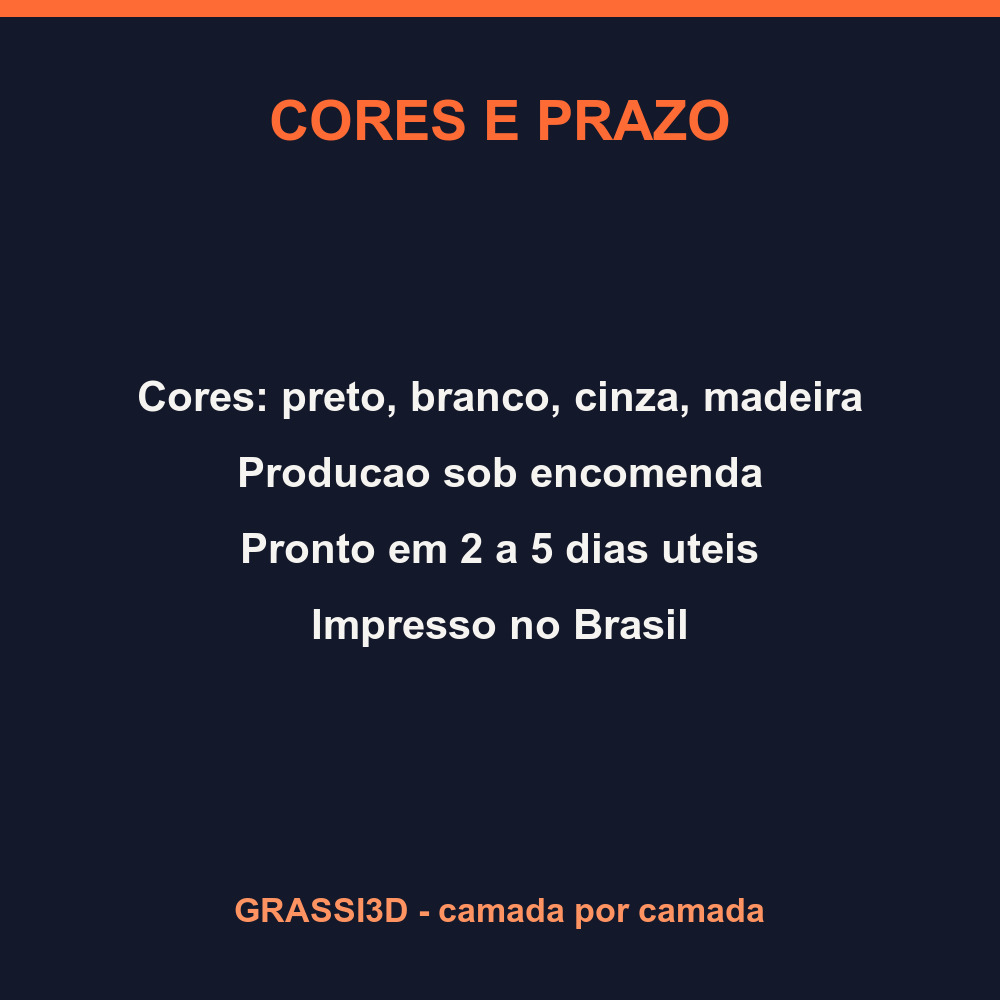 CORES E PRAZO
Cores: preto, branco, cinza, madeira
Producao sob encomenda
Pronto em 2 a 5 dias uteis
Impresso no Brasil
GRASSI3D - camada por camada